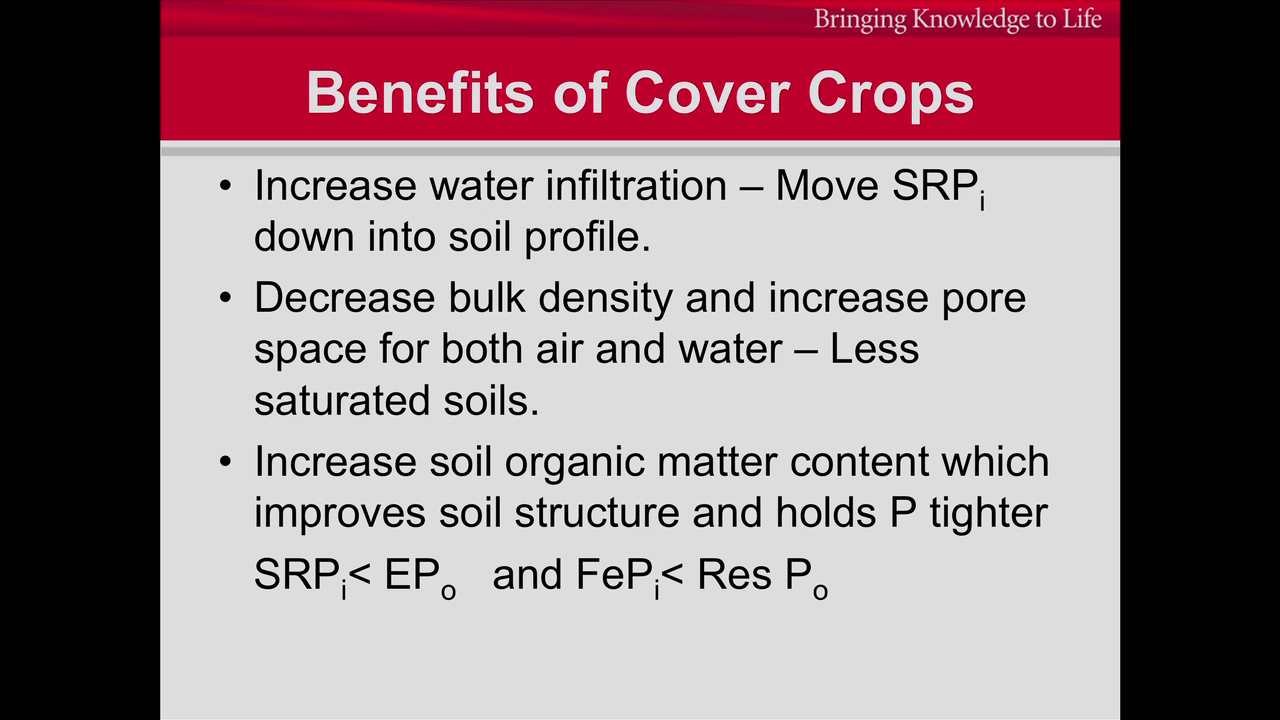 Bringing Knowledge to Life
Benefits of Cover Crops
• Increase water infiltration – Move SRPi
down into soil profile.
• Decrease bulk density and increase pore
space for both air and water – Less
saturated soils.
• Increase soil organic matter content which
improves soil structure and holds P tighter
SRPi< EPo and FePi< Res Po